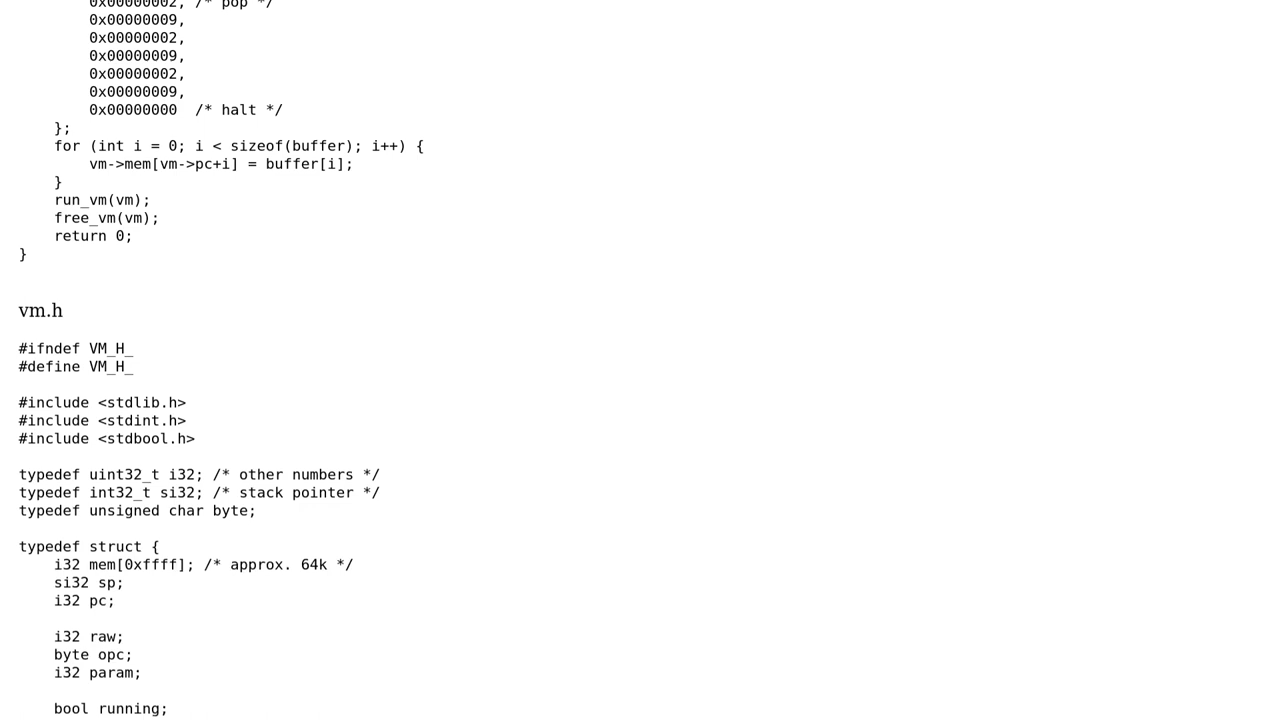 0x00000002, /* pop */
0x00000009,
0x00000002,
0x00000009,
0x00000002,
0x00000009,
0x00000000  /* halt */
};
for (int i = 0; i < sizeof(buffer); i++) {
vm->mem[vm->pc+i] = buffer[i];
}
run_vm(vm);
free_vm(vm);
return 0;
}
vm.h
#ifndef VM_H_
#define VM_H_
#include <stdlib.h>
#include <stdint.h>
#include <stdbool.h>
typedef uint32_t i32; /* other numbers */
typedef int32_t si32; /* stack pointer */
typedef unsigned char byte;
typedef struct {
i32 mem[0xffff]; /* approx. 64k */
si32 sp;
i32 pc;
i32 raw;
byte opc;
i32 param;
bool running;